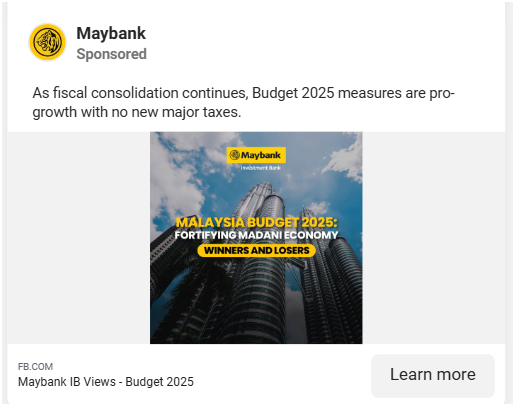 Maybank
Sponsored
As fiscal consolidation continues, Budget 2025 measures are pro-
growth with no new major taxes.
Maybank
Investment Bank
MALAYSIA BUDGET 2025:
FORTIFYING MADANI ECONOMY
WINNERS AND LOSERS
FB.COM
Maybank IB Views - Budget 2025
Learn more